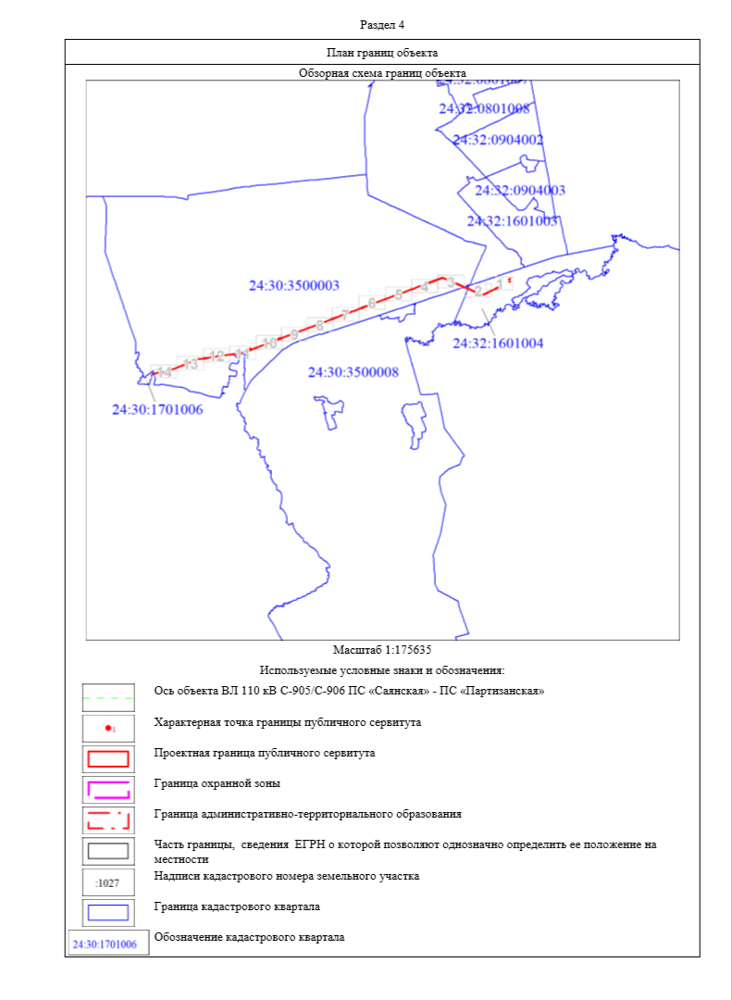 Раздел 4
План границ объекта
Обзорная схема границ объекта
24:32:0801008
24:32:0904002
24:32:0904003
24:32:1601003
24:30:3500003
1
2
3
4
5
6
7
8
9
10
11
12
13
14
24:32:1601004
24:30:3500008
24:30:1701006
Масштаб 1:175635
Используемые условные знаки и обозначения:
Ось объекта ВЛ 110 кВ С-905/С-906 ПС «Саянская» - ПС «Партизанская»
Характерная точка границы публичного сервитута
Проектная граница публичного сервитута
Граница охранной зоны
Граница административно-территориального образования
Часть границы, сведения ЕГРН о которой позволяют однозначно определить ее положение на
местности
:1027
Надписи кадастрового номера земельного участка
Граница кадастрового квартала
24:30:1701006
Обозначение кадастрового квартала